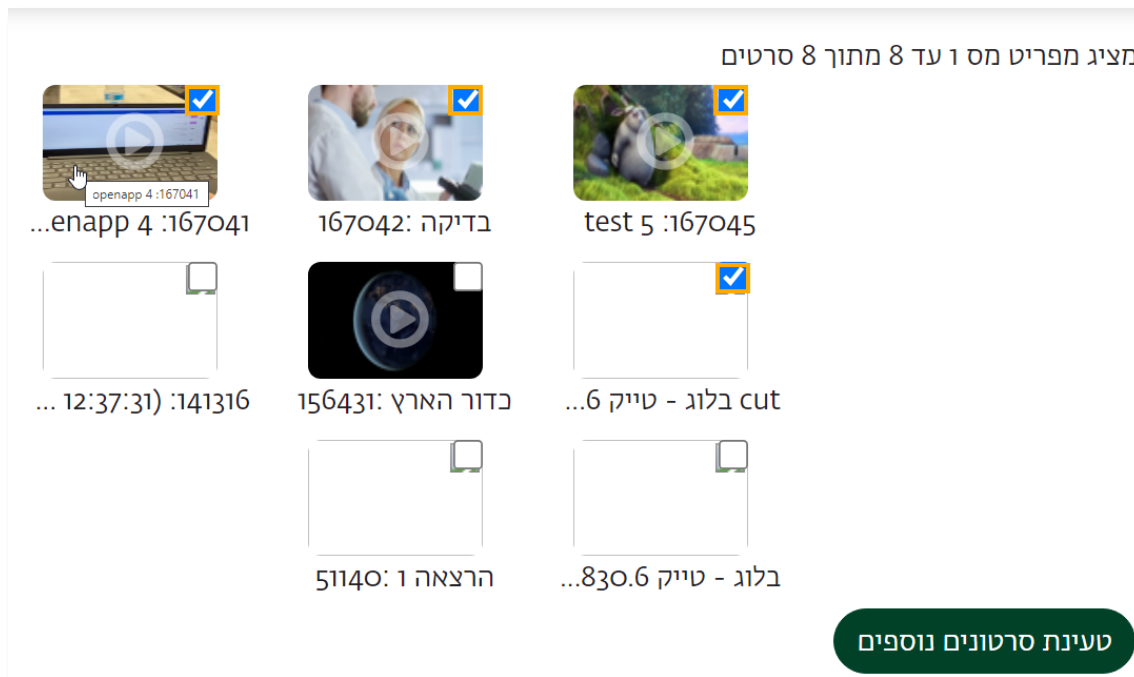 מציג מפריט מס 1 עד 8 מתוך 8 סרטים
167045: test 5
בדיקה :167042
167041: enapp 4...
openapp 4 :167041
cut בלוג - טייק 6...
כדור הארץ :156431
141316: (12:37:31 ...
בלוג - טייק 830.6...
הרצאה 1 :51140
טעינת סרטונים נוספים